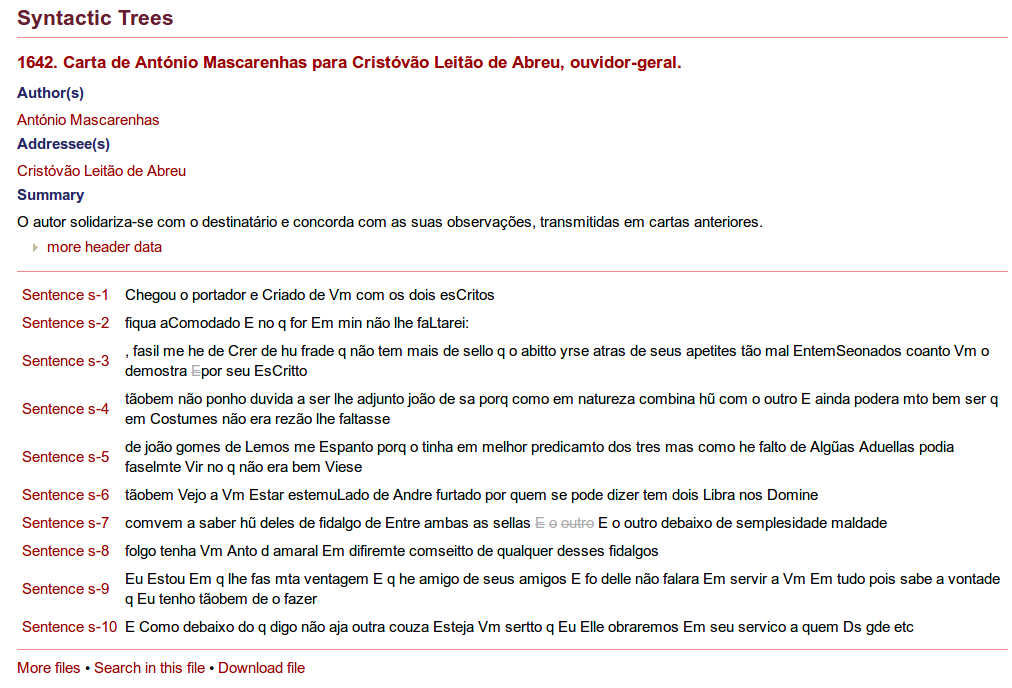 Syntactic Trees
1642. Carta de António Mascarenhas para Cristóvão Leitão de Abreu, ouvidor-geral.
Author(s)
António Mascarenhas
Addressee(s)
Cristóvão Leitão de Abreu
Summary
O autor solidariza-se com o destinatário e concorda com as suas observações, transmitidas em cartas anteriores.
more header data
Sentence s-1 Chegou o portador e Criado de Vm com os dois esCritos
Sentence s-2 fiqua aComodado E no q for Em min não lhe faLtarei:
Sentence s-3 , fasil me he de Crer de hu frade q não tem mais de sello q o abitto yrse atras de seus apetites tão mal EntemSeonados coanto Vm o
demostra Epor seu EsCritto
Sentence s-4 tãobem não ponho duvida a ser lhe adjunto joão de sa porq como em natureza combina hũ com o outro E ainda podera mto bem ser q
em Costumes não era rezão lhe faltasse
Sentence s-5 de joão gomes de Lemos me Espanto porq o tinha em melhor predicamto dos tres mas como he falto de Algũas Aduellas podia
faselmte Vir no q não era bem Viese
Sentence s-6 tãobem Vejo a Vm Estar estemuLado de Andre furtado por quem se pode dizer tem dois Libra nos Domine
Sentence s-7 comvem a saber hũ deles de fidalgo de Entre ambas as sellas E o outro E o outro debaixo de semplesidade maldade
Sentence s-8 folgo tenha Vm Anto d amaral Em difiremte comseitto de qualquer desses fidalgos
Sentence s-9 Eu Estou Em q lhe fas mta ventagem E q he amigo de seus amigos E fo delle não falara Em servir a Vm Em tudo pois sabe a vontade
q Eu tenho tãobem de o fazer
Sentence s-10 E Como debaixo do q digo não aja outra couza Esteja Vm sertto q Eu Elle obraremos Em seu servico a quem Ds gde etc
More files • Search in this file • Download file